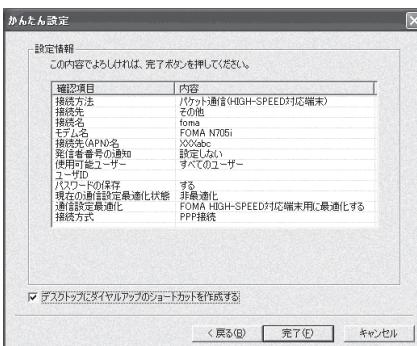 かんたん設定
設定情報
この内容でよろしければ、完了ボタンを押してください。
確認項目 内容
接続方法 パケット通信(HIGH-SPEED対応端末)
接続先 その他
接続名 foma
モデム名 FOMA N705i
接続先(APN)名 XXXabc
発信者番号の通知 設定しない
使用可能ユーザー すべてのユーザー
ユーザID
パスワードの保存 する
現在の通信設定最適化状態 非最適化
通信設定最適化 FOMA HIGH-SPEED対応端末用に最適化する
接続方式 PPP接続
デスクトップにダイヤルアップのショートカットを作成する
< 戻る(B) 完了(F) キャンセル